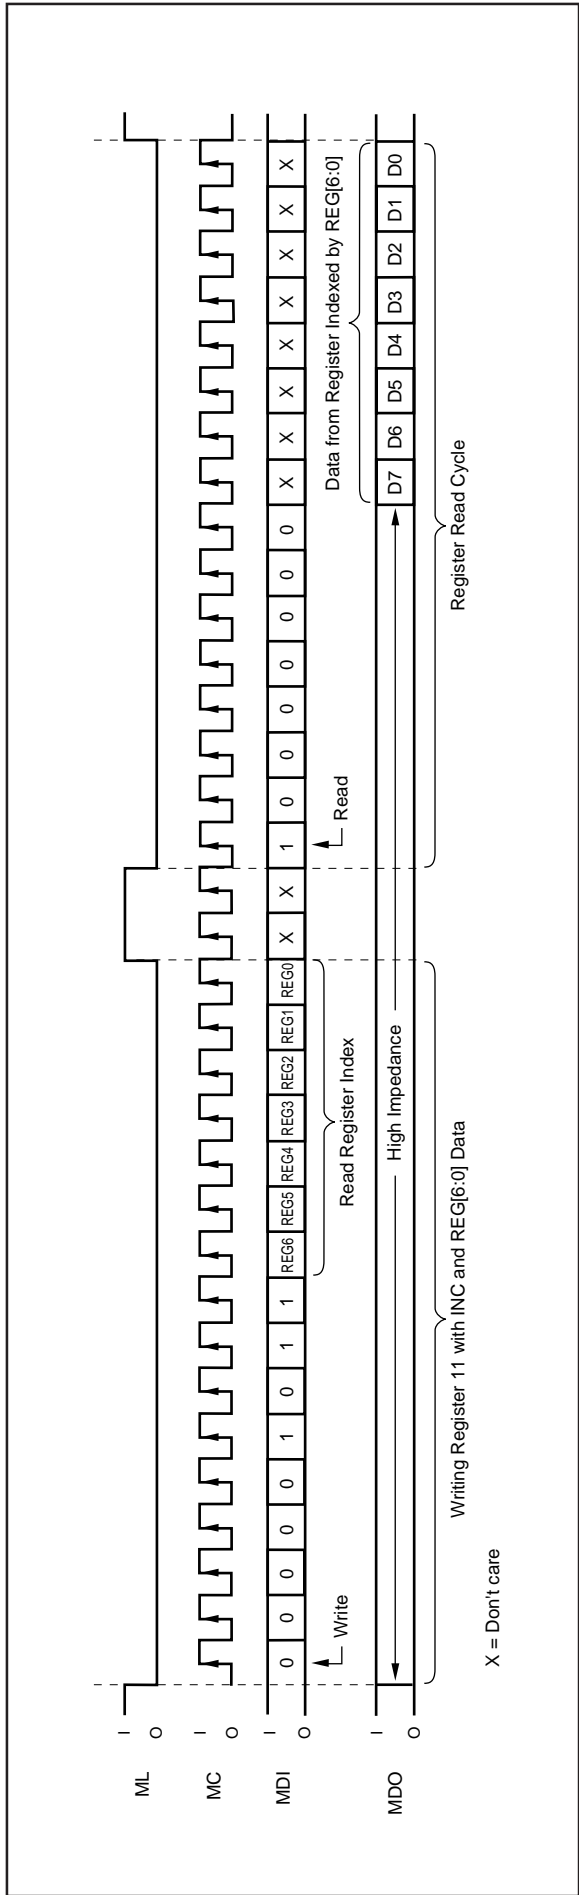 I
ML
O
I
MC
O
I
MDI 0 0 0 0 0 1 0 1 1 REG6 REG5 REG4 REG3 REG2 REG1 REG0 X X 1 0 0 0 0 0 0 0 X X X X X X X X
O
Write
Read Register Index
Read
Data from Register Indexed by REG[6:0]
I
MDO High Impedance D7 D6 D5 D4 D3 D2 D1 D0
O
Writing Register 11 with INC and REG[6:0] Data
Register Read Cycle
X = Don't care